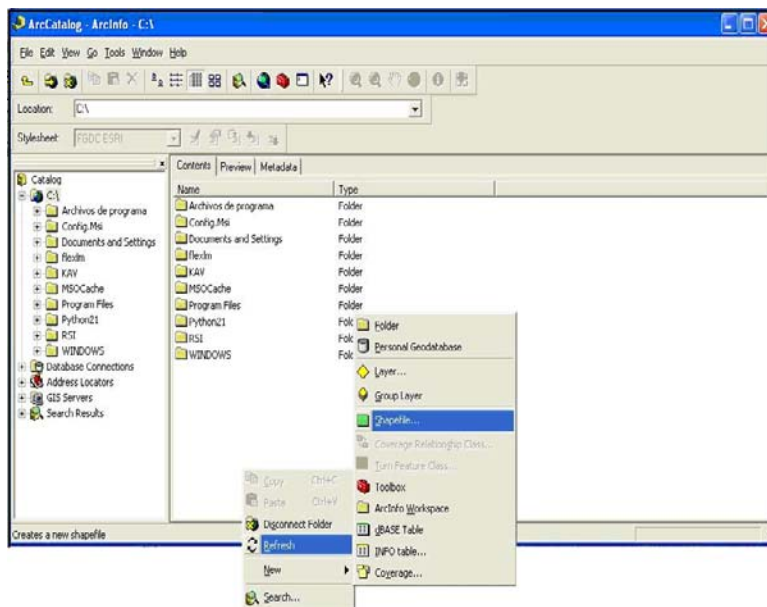 ArcCatalog - ArcInfo - C:\
File Edit View Go Tools Window Help
Location: C:\
Stylesheet: FGDC ESRI
Contents Preview Metadata
Catalog
C:\
Archivos de programa
Config.Msi
Documents and Settings
flexlm
KAV
MSOCache
Program Files
Python21
RSI
WINDOWS
Database Connections
Address Locators
GIS Servers
Search Results
Name Type
Archivos de programa Folder
Config.Msi Folder
Documents and Settings Folder
flexlm Folder
KAV Folder
MSOCache Folder
Program Files Folder
Python21 Fol
RSI Fol
WINDOWS Fol
Folder
Personal Geodatabase
Layer...
Group Layer
Shapefile...
Coverage Relationship Class...
Turn Feature Class...
Toolbox
ArcInfo Workspace
dBASE Table
INFO table...
Coverage...
Copy Ctrl+C
Paste Ctrl+V
Disconnect Folder
Refresh
New
Search...
Creates a new shapefile